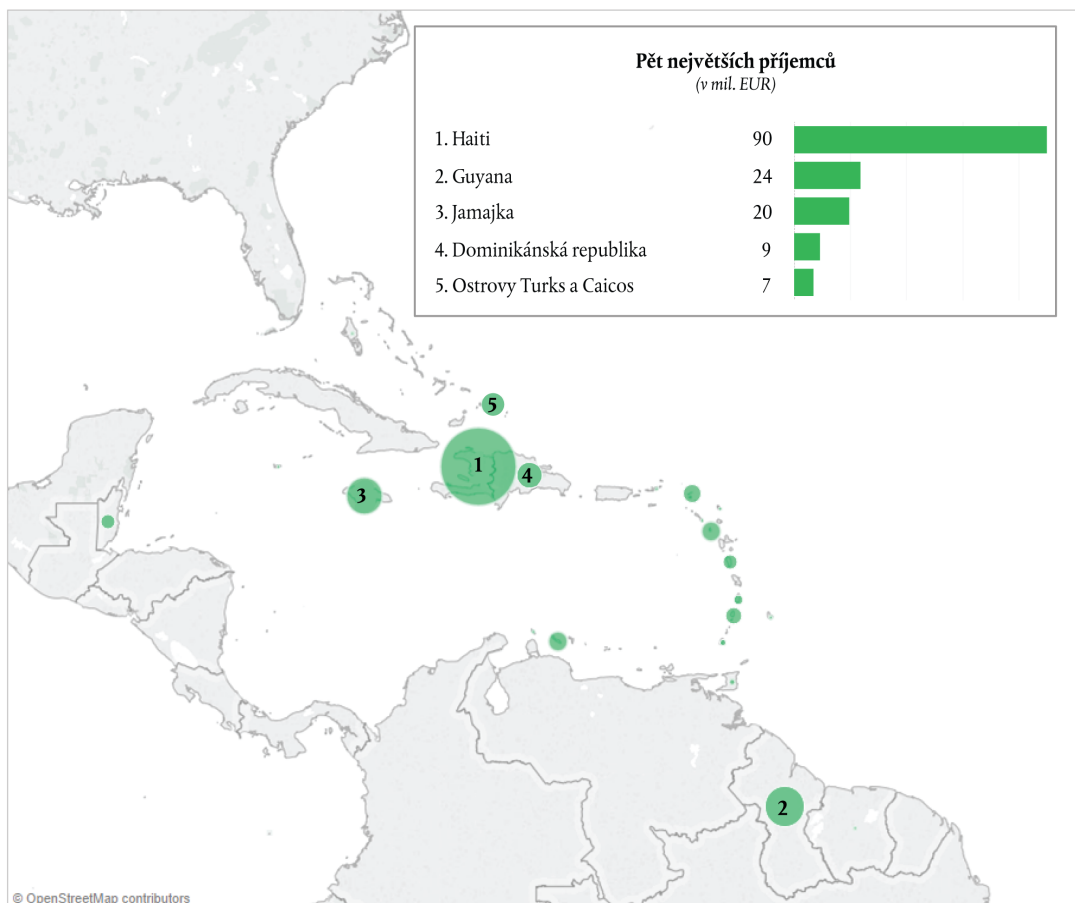 Pět největších příjemců
(v mil. EUR)
1. Haiti 90
2. Guyana 24
3. Jamajka 20
4. Dominikánská republika 9
5. Ostrovy Turks a Caicos 7
5
1
4
3
2
© OpenStreetMap contributors